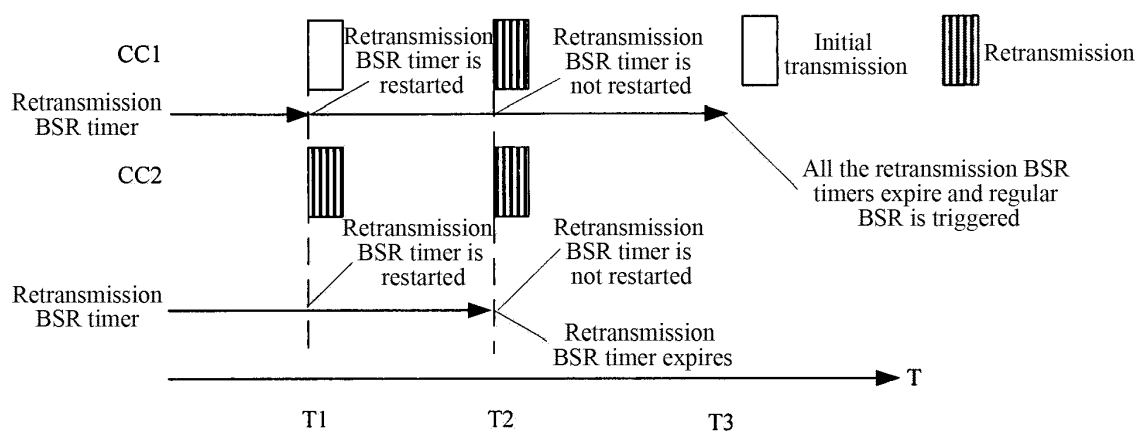 CC1
Retransmission
BSR timer is
restarted
Retransmission
BSR timer is
not restarted
Initial
transmission
Retransmission
Retransmission
BSR timer
CC2
All the retransmission BSR
timers expire and regular
BSR is triggered
Retransmission
BSR timer is
restarted
Retransmission
BSR timer is
not restarted
Retransmission
BSR timer
Retransmission
BSR timer expires
T
T1
T2
T3